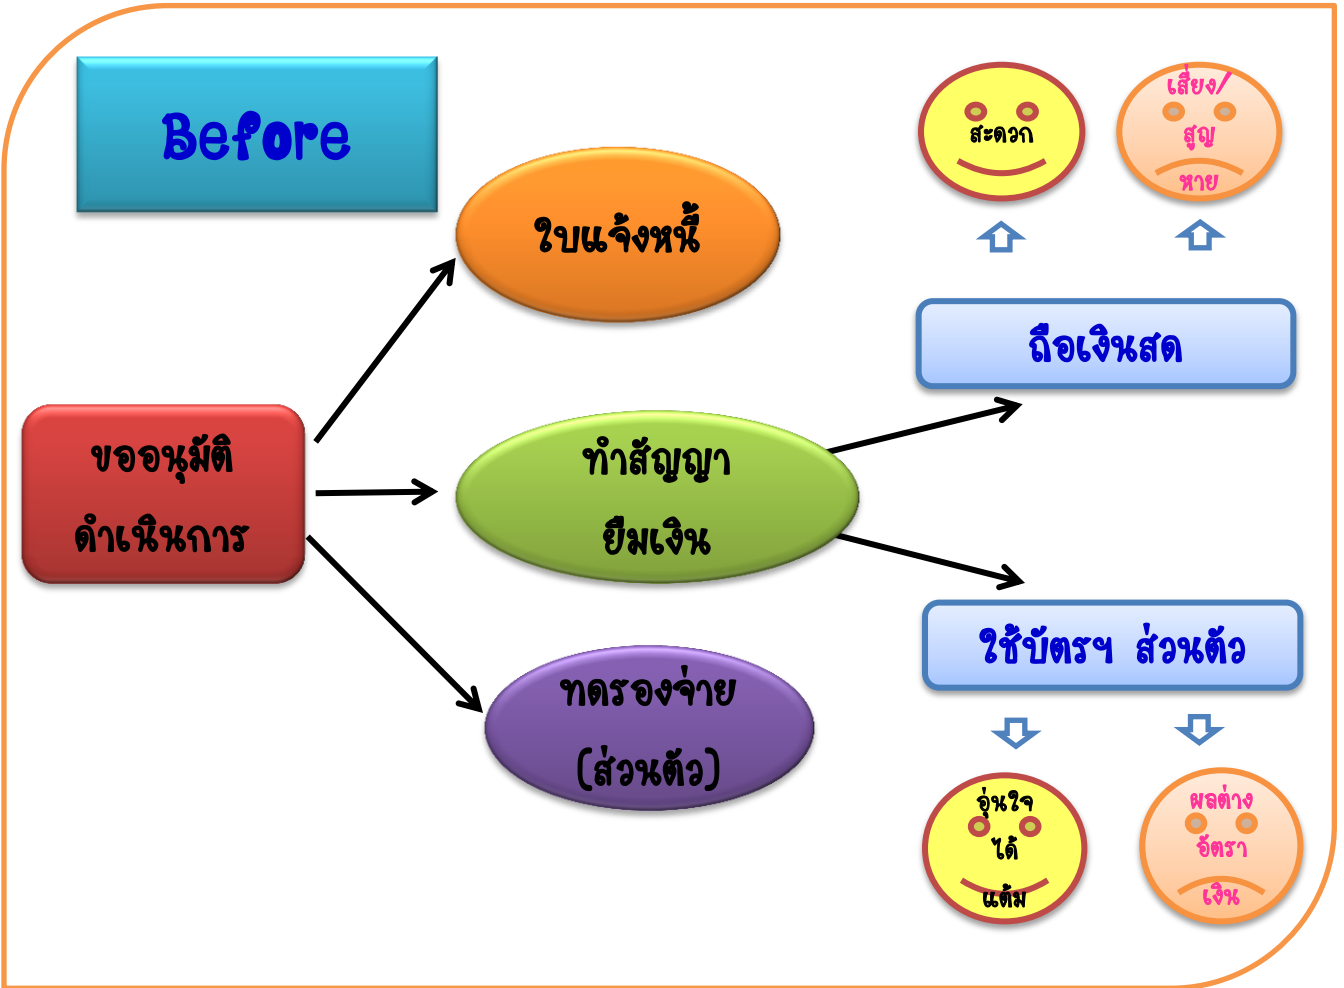 Before
ใบแจ้งหนี้
ขออนุมัติ
ดำเนินการ
ทำสัญญา
ยืมเงิน
ทดรองจ่าย
(ส่วนตัว)
สะดวก
เสี่ยง/
สูญ
หาย
ถือเงินสด
ใช้บัตรฯ ส่วนตัว
อุ่นใจ
ได้
แต้ม
ผลต่าง
อัตรา
เงิน